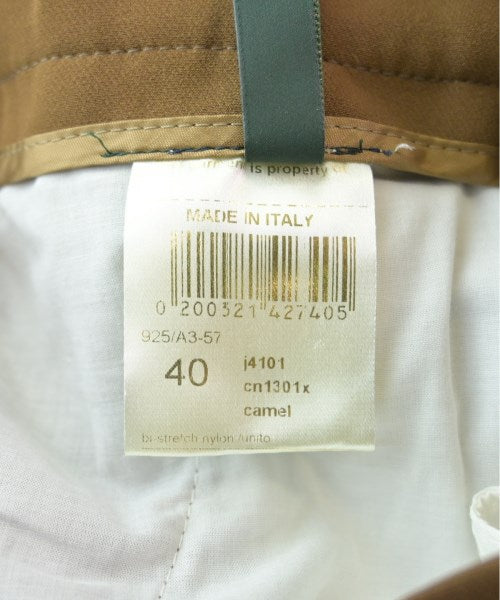 is property of
MADE IN ITALY
0 200321 427405
925/A3-57
40
j4101
cn1301x
camel
bi-stretch nylon /unito